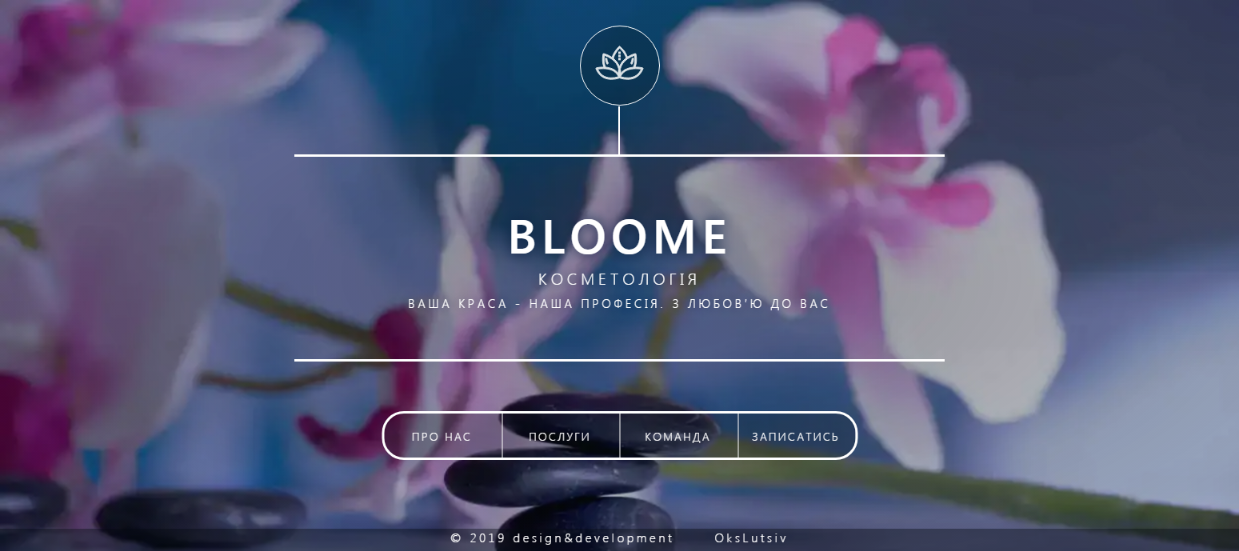 BLOOME
КОСМЕТОЛОГІЯ
ВАША КРАСА - НАША ПРОФЕСІЯ. З ЛЮБОВ'Ю ДО ВАС
ПРО НАС ПОСЛУГИ КОМАНДА ЗАПИСАТИСЬ
© 2019 design&development OksLutsiv